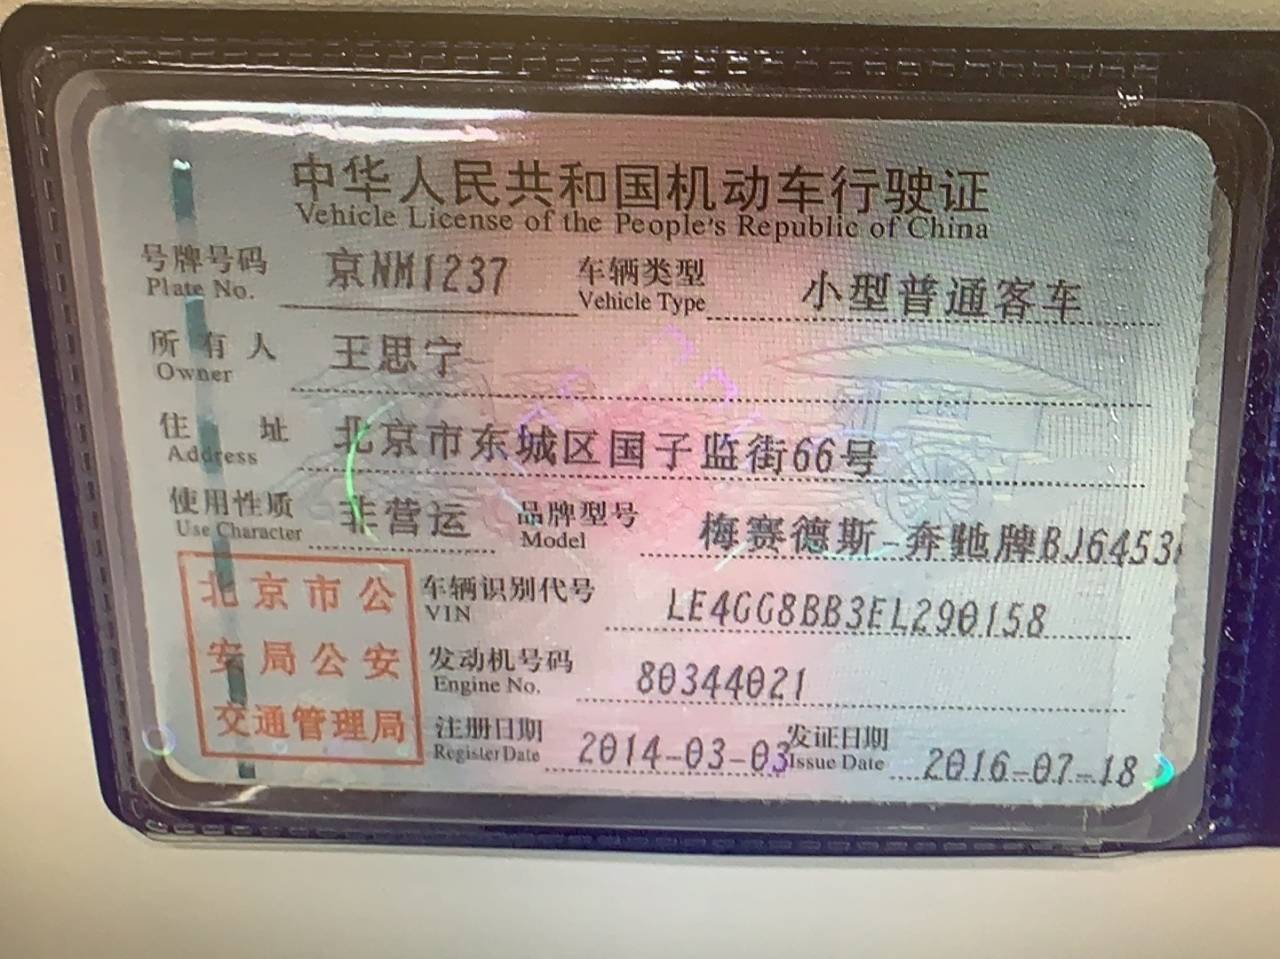 中华人民共和国机动车行驶证
Vehicle License of the People's Republic of China
号牌号码 京NM1237 车辆类型 小型普通客车
Plate No. Vehicle Type
所有人 王思宁
Owner
住址 北京市东城区国子监街66号
Address
使用性质 非营运 品牌型号 梅赛德斯-奔驰牌BJ6453
Use Character Model
北京市公
安局公安
交通管理局
车辆识别代号 LE4GG8BB3EL290158
VIN
发动机号码 80344021
Engine No.
注册日期 2014-03-03 发证日期 2016-07-18
Register Date Issue Date